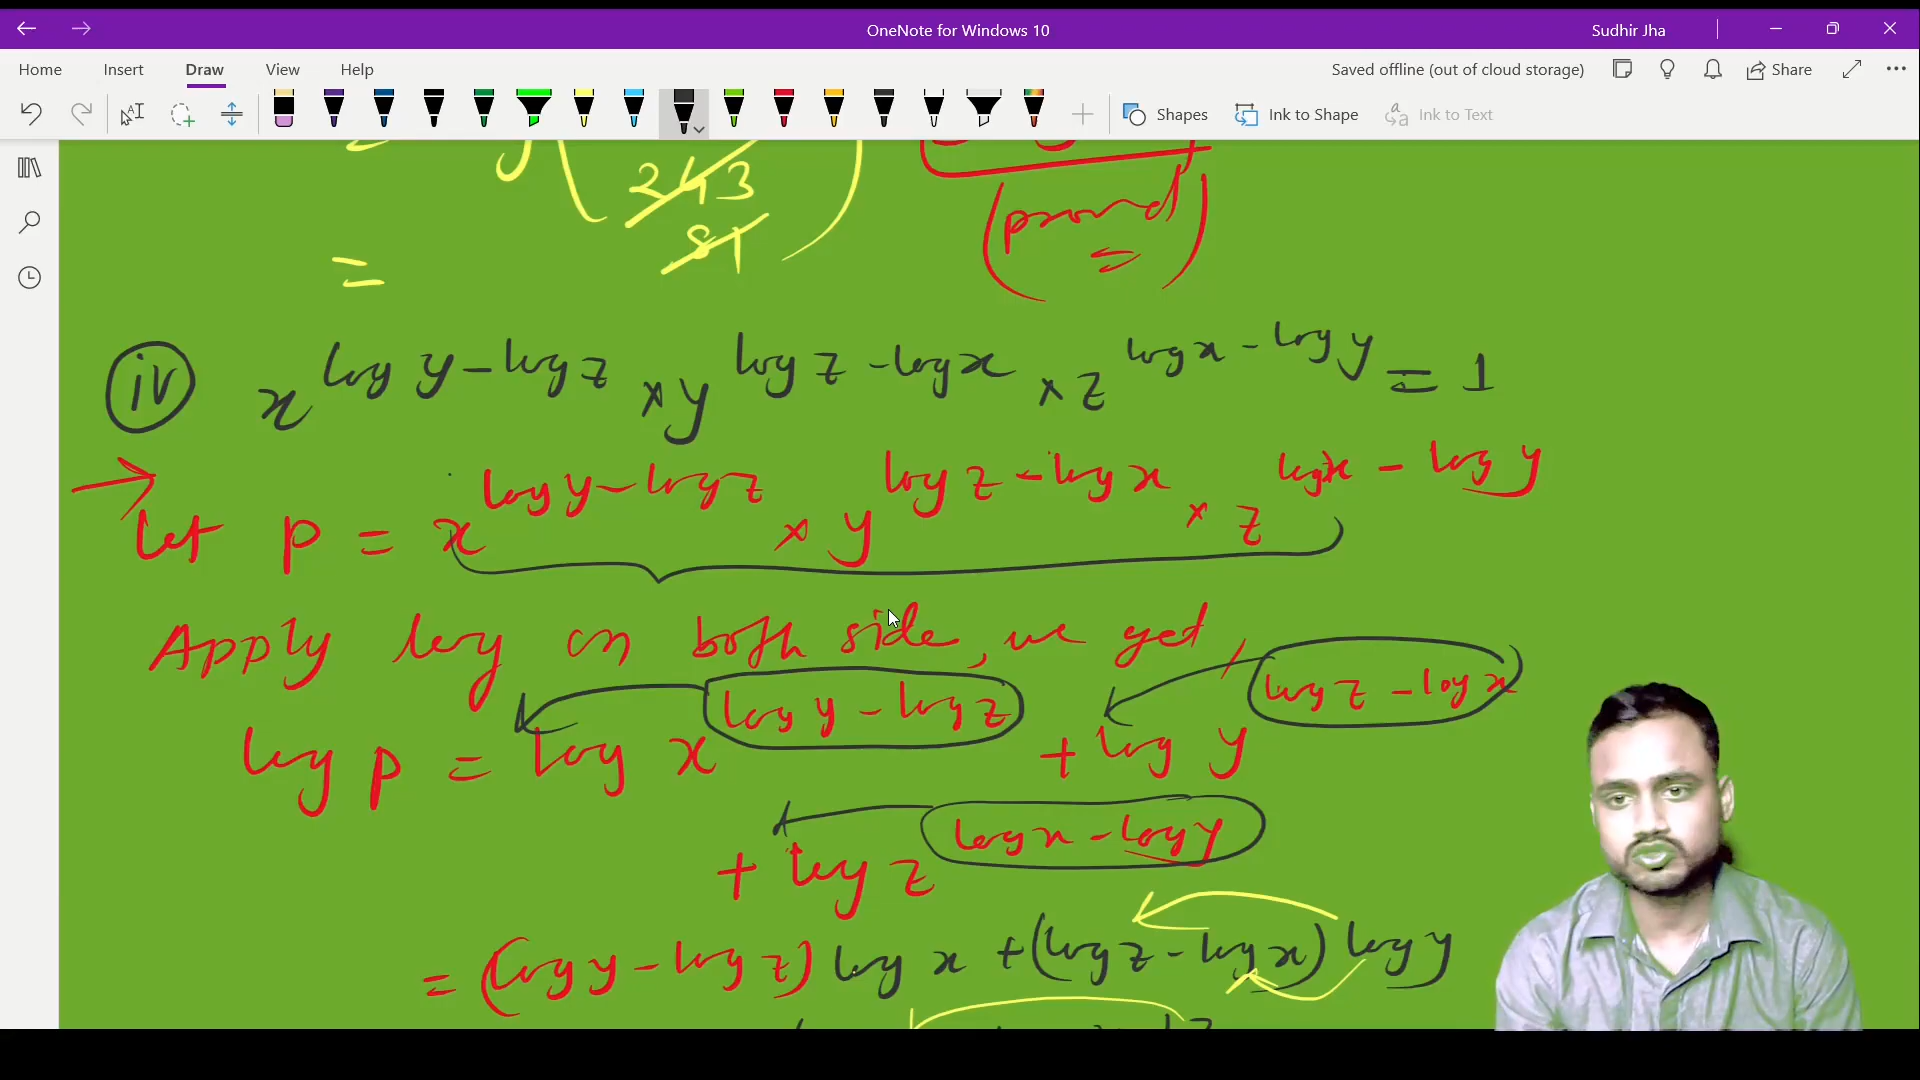 OneNote for Windows 10
Sudhir Jha
Home Insert Draw View Help
Saved offline (out of cloud storage) Share
Shapes Ink to Shape Ink to Text
243
81
(proved)
=
=
(iv) x^{log y - log z} × y^{log z - log x} × z^{log x - log y} = 1
Let P = x^{log y - log z} × y^{log z - log x} × z^{log x - log y}
Apply log on both side, we get,
log P = log x^{log y - log z} + log y^{log z - log x}
+ log z^{log x - log y}
= (log y - log z) log x + (log z - log x) log y